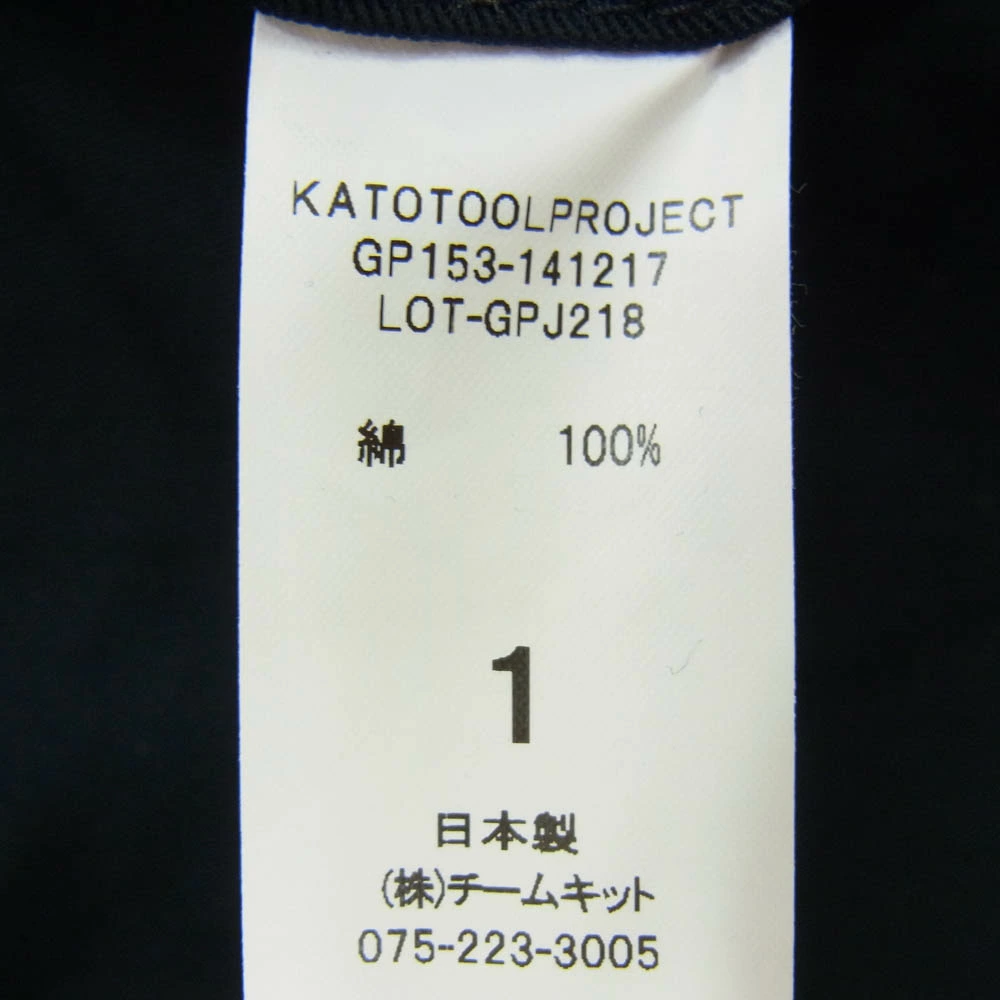 KATOTOOLPROJECT
GP153-141217
LOT-GPJ218
綿 100%
1
日本製
(株)チームキット
075-223-3005